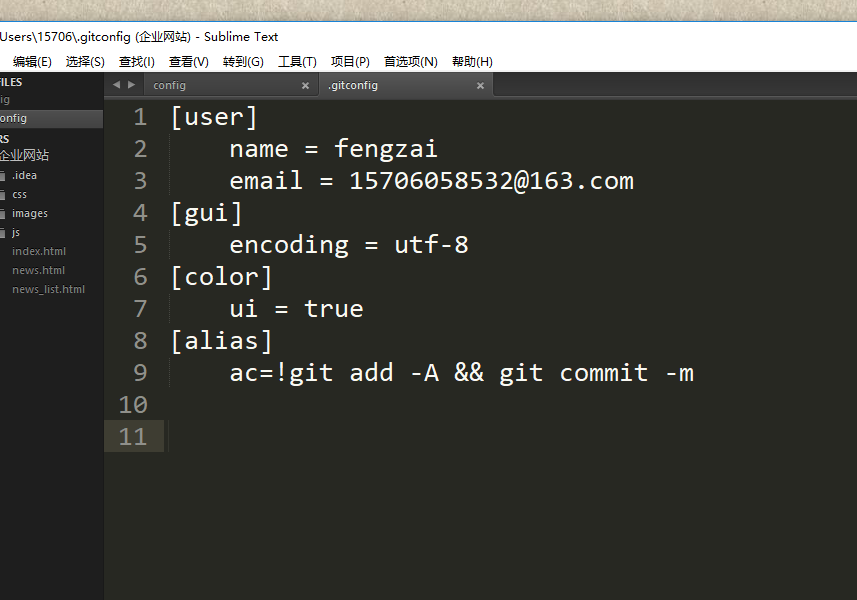 Users\15706\.gitconfig (企业网站) - Sublime Text
编辑(E) 选择(S) 查找(I) 查看(V) 转到(G) 工具(T) 项目(P) 首选项(N) 帮助(H)
FILES
ig
onfig
RS
企业网站
.idea
css
images
js
index.html
news.html
news_list.html
config × .gitconfig ×
1 [user]
2 name = fengzai
3 email = 15706058532@163.com
4 [gui]
5 encoding = utf-8
6 [color]
7 ui = true
8 [alias]
9 ac=!git add -A && git commit -m
10
11